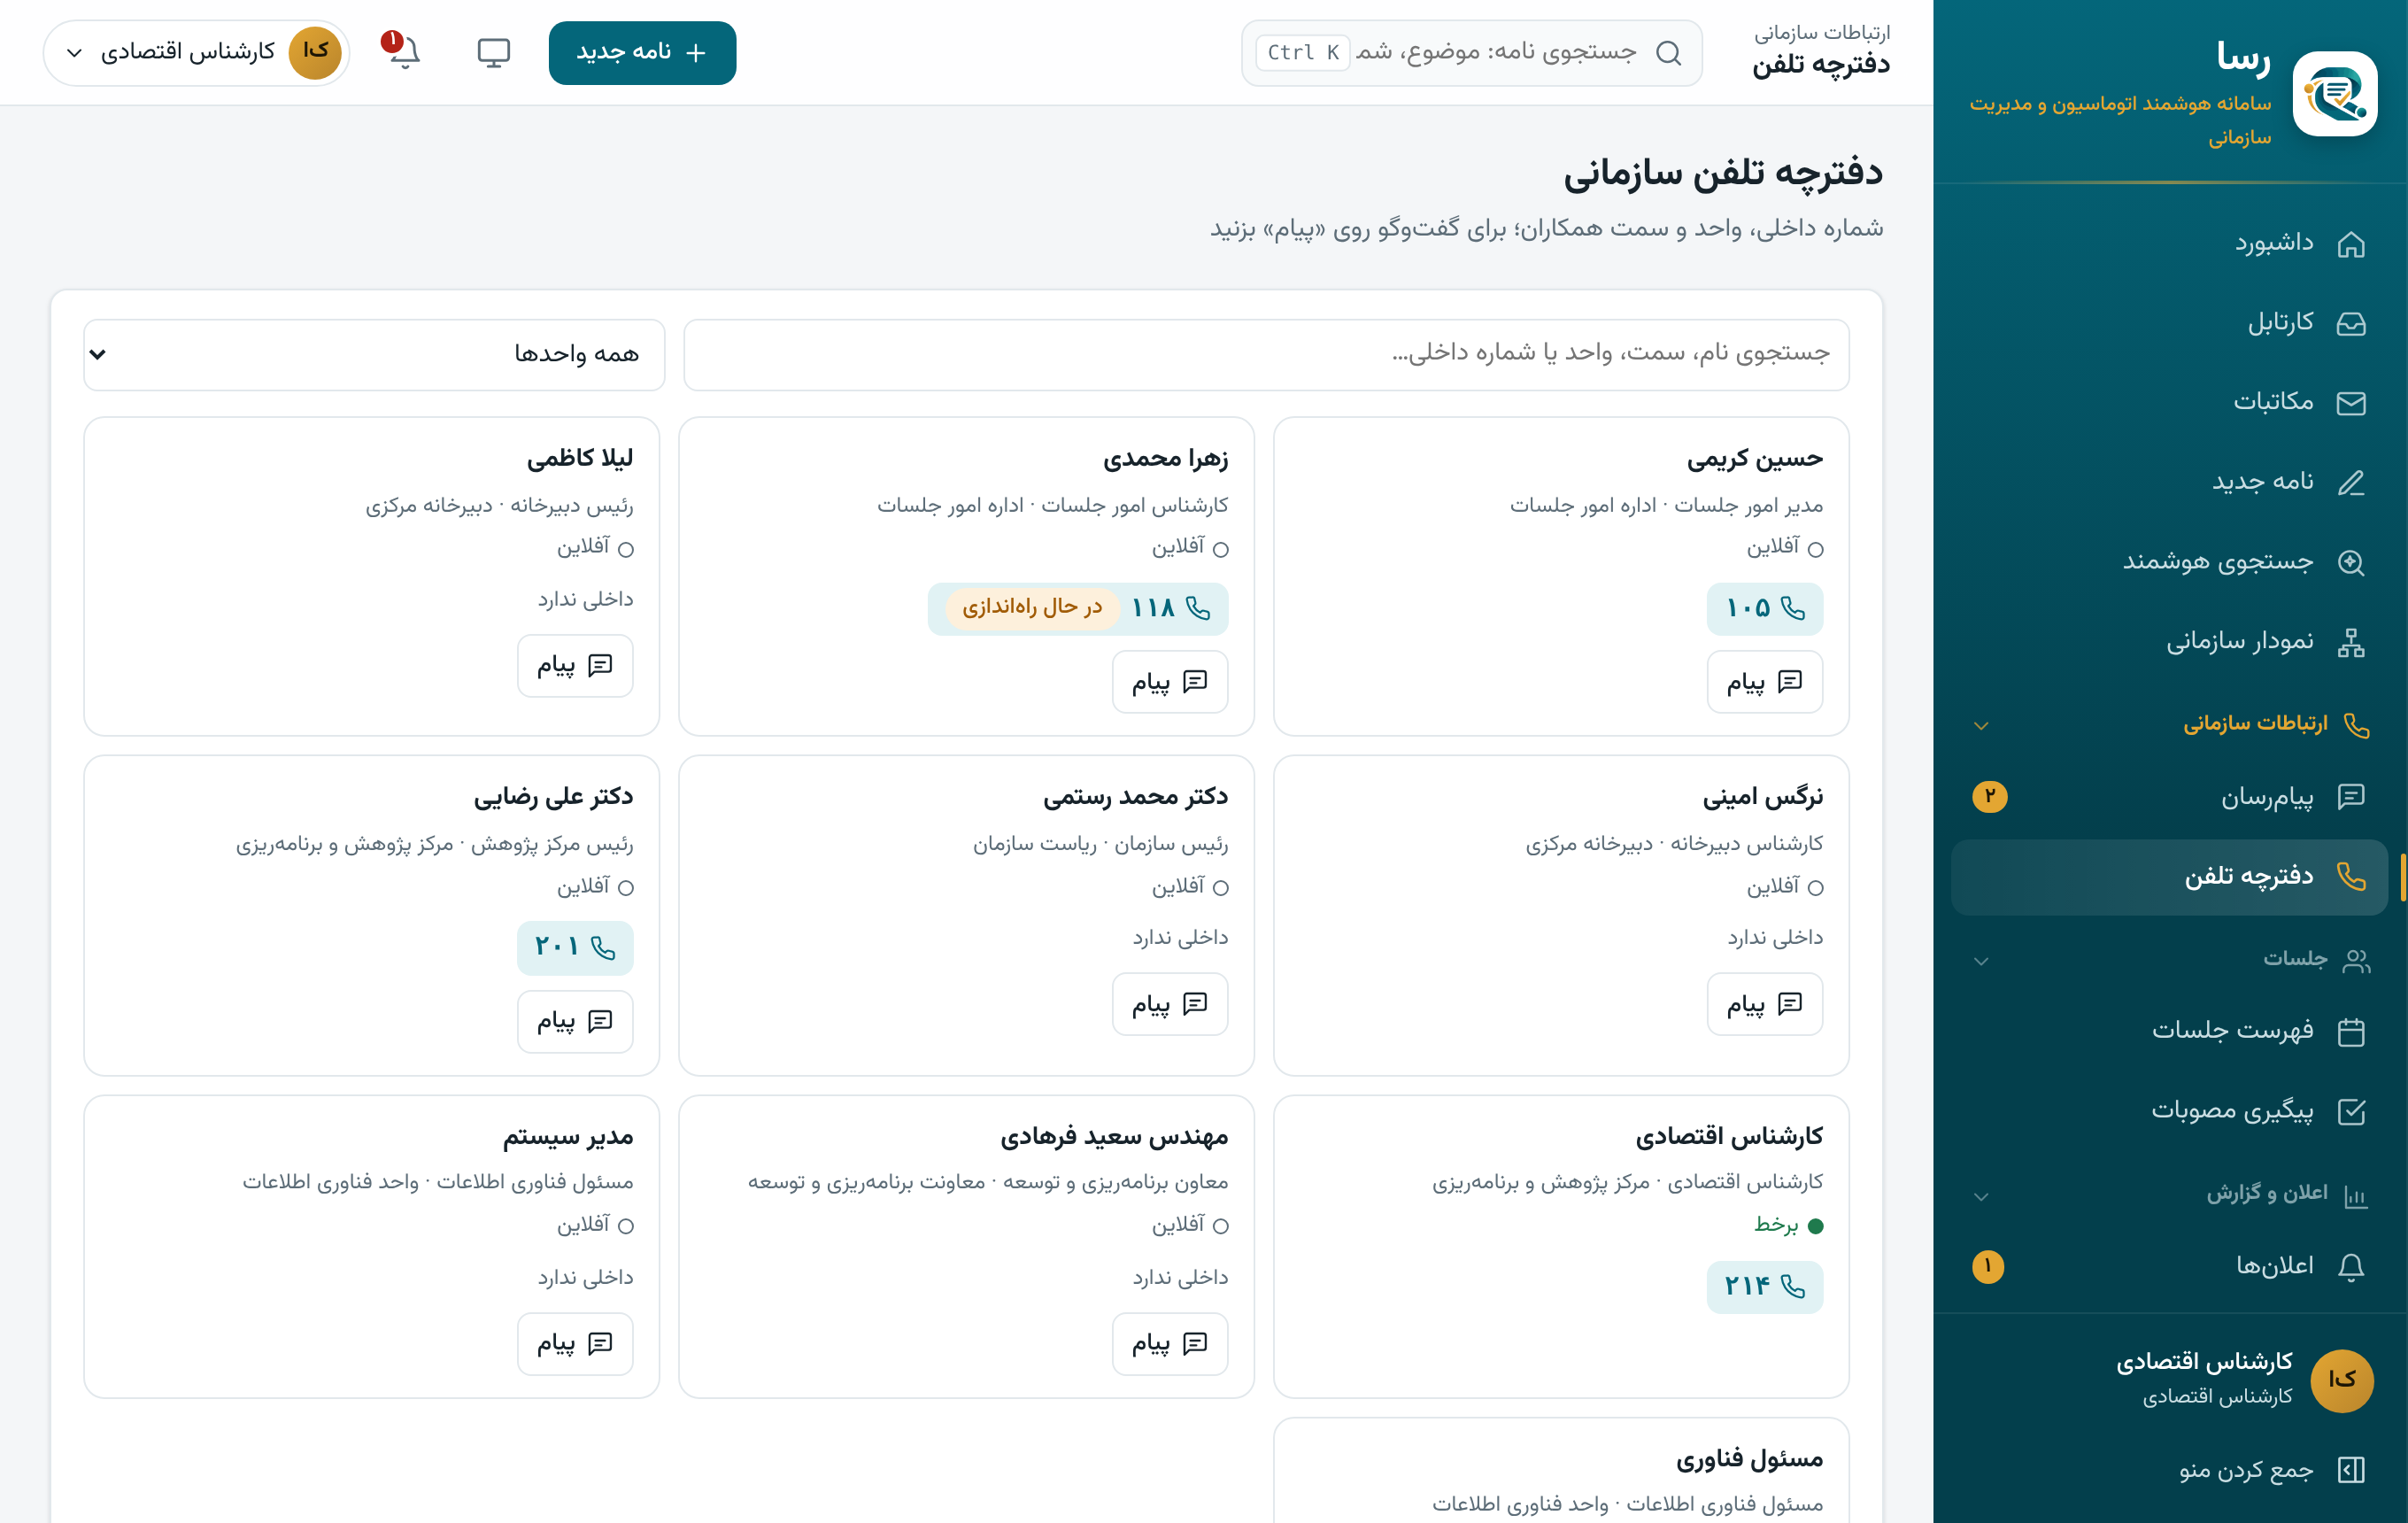 رسا
سامانه هوشمند اتوماسیون و مدیریت
سازمانی
داشبورد
کارتابل
مکاتبات
نامه جدید
جستجوی هوشمند
نمودار سازمانی
ارتباطات سازمانی
پیام‌رسان
۲
دفترچه تلفن
جلسات
فهرست جلسات
پیگیری مصوبات
اعلان و گزارش
اعلان‌ها
۱
ک‌ا
کارشناس اقتصادی
کارشناس اقتصادی
جمع کردن منو
ارتباطات سازمانی
دفترچه تلفن
جستجوی نامه: موضوع، شم
Ctrl K
نامه جدید
۱
ک‌ا
کارشناس اقتصادی
دفترچه تلفن سازمانی
شماره داخلی، واحد و سمت همکاران؛ برای گفت‌وگو روی «پیام» بزنید
جستجوی نام، سمت، واحد یا شماره داخلی…
همه واحدها
حسین کریمی
مدیر امور جلسات · اداره امور جلسات
آفلاین
۱۰۵
پیام
زهرا محمدی
کارشناس امور جلسات · اداره امور جلسات
آفلاین
۱۱۸ در حال راه‌اندازی
پیام
لیلا کاظمی
رئیس دبیرخانه · دبیرخانه مرکزی
آفلاین
داخلی ندارد
پیام
نرگس امینی
کارشناس دبیرخانه · دبیرخانه مرکزی
آفلاین
داخلی ندارد
پیام
دکتر محمد رستمی
رئیس سازمان · ریاست سازمان
آفلاین
داخلی ندارد
پیام
دکتر علی رضایی
رئیس مرکز پژوهش · مرکز پژوهش و برنامه‌ریزی
آفلاین
۲۰۱
پیام
کارشناس اقتصادی
کارشناس اقتصادی · مرکز پژوهش و برنامه‌ریزی
برخط
۲۱۴
مهندس سعید فرهادی
معاون برنامه‌ریزی و توسعه · معاونت برنامه‌ریزی و توسعه
آفلاین
داخلی ندارد
پیام
مدیر سیستم
مسئول فناوری اطلاعات · واحد فناوری اطلاعات
آفلاین
داخلی ندارد
پیام
مسئول فناوری
مسئول فناوری اطلاعات · واحد فناوری اطلاعات